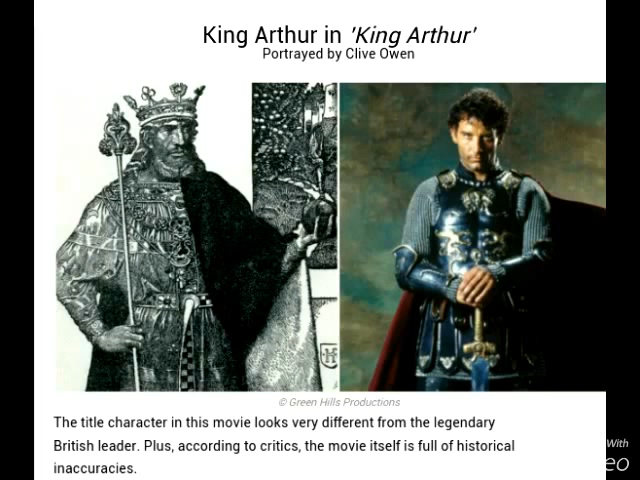 King Arthur in 'King Arthur'
Portrayed by Clive Owen
© Green Hills Productions
The title character in this movie looks very different from the legendary
British leader. Plus, according to critics, the movie itself is full of historical
inaccuracies.
With
eo